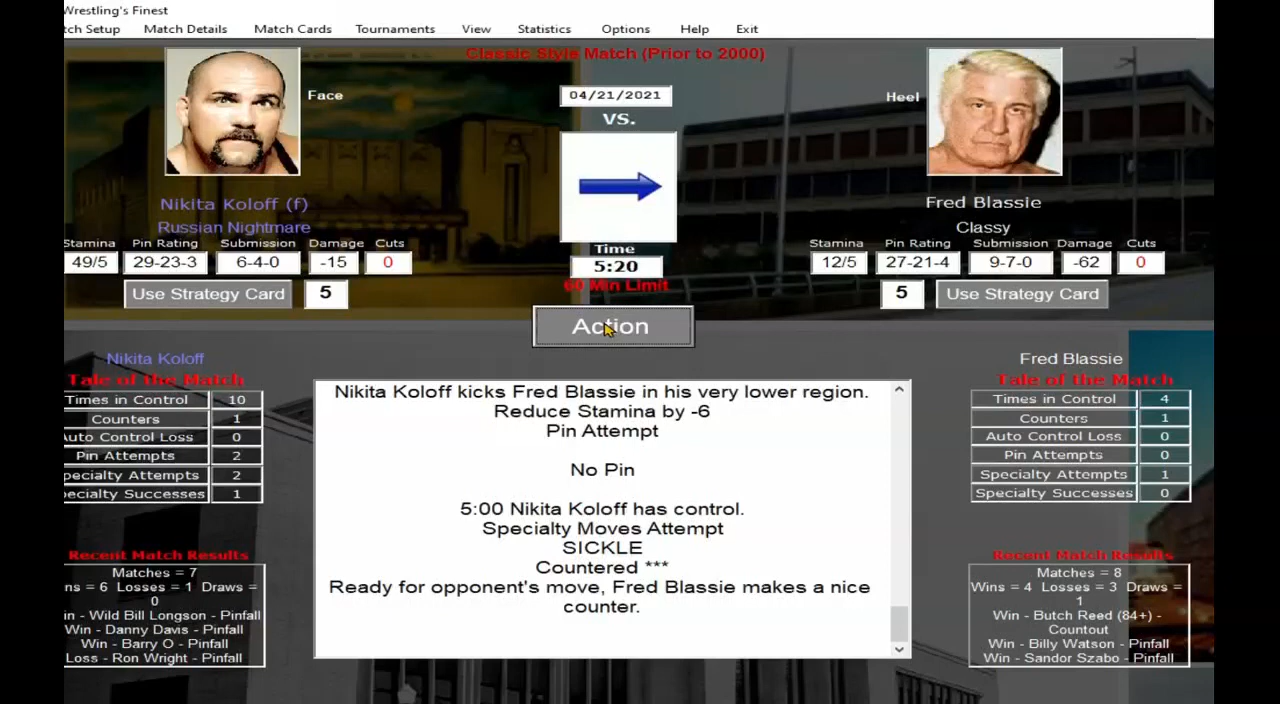 Wrestling's Finest
tch Setup Match Details Match Cards Tournaments View Statistics Options Help Exit
Classic Style Match (Prior to 2000)
Face
04/21/2021
Heel
VS.
Nikita Koloff (f)
Russian Nightmare
Fred Blassie
Classy
Stamina Pin Rating Submission Damage Cuts
49/5 29-23-3 6-4-0 -15 0
Time
5:20
60 Min Limit
Stamina Pin Rating Submission Damage Cuts
12/5 27-21-4 9-7-0 -62 0
Use Strategy Card 5
5 Use Strategy Card
Action
Nikita Koloff
Tale of the Match
Times in Control 10
Counters 1
Auto Control Loss 0
Pin Attempts 2
pecialty Attempts 2
pecialty Successes 1
Recent Match Results
Matches = 7
ns = 6 Losses = 1 Draws =
0
in - Wild Bill Longson - Pinfall
Win - Danny Davis - Pinfall
Win - Barry O - Pinfall
Loss - Ron Wright - Pinfall
Nikita Koloff kicks Fred Blassie in his very lower region.
Reduce Stamina by -6
Pin Attempt
No Pin
5:00 Nikita Koloff has control.
Specialty Moves Attempt
SICKLE
Countered ***
Ready for opponent's move, Fred Blassie makes a nice
counter.
Fred Blassie
Tale of the Match
Times in Control 4
Counters 1
Auto Control Loss 0
Pin Attempts 0
Specialty Attempts 1
Specialty Successes 0
Recent Match Results
Matches = 8
Wins = 4 Losses = 3 Draws =
1
Win - Butch Reed (84+) -
Countout
Win - Billy Watson - Pinfall
Win - Sandor Szabo - Pinfall